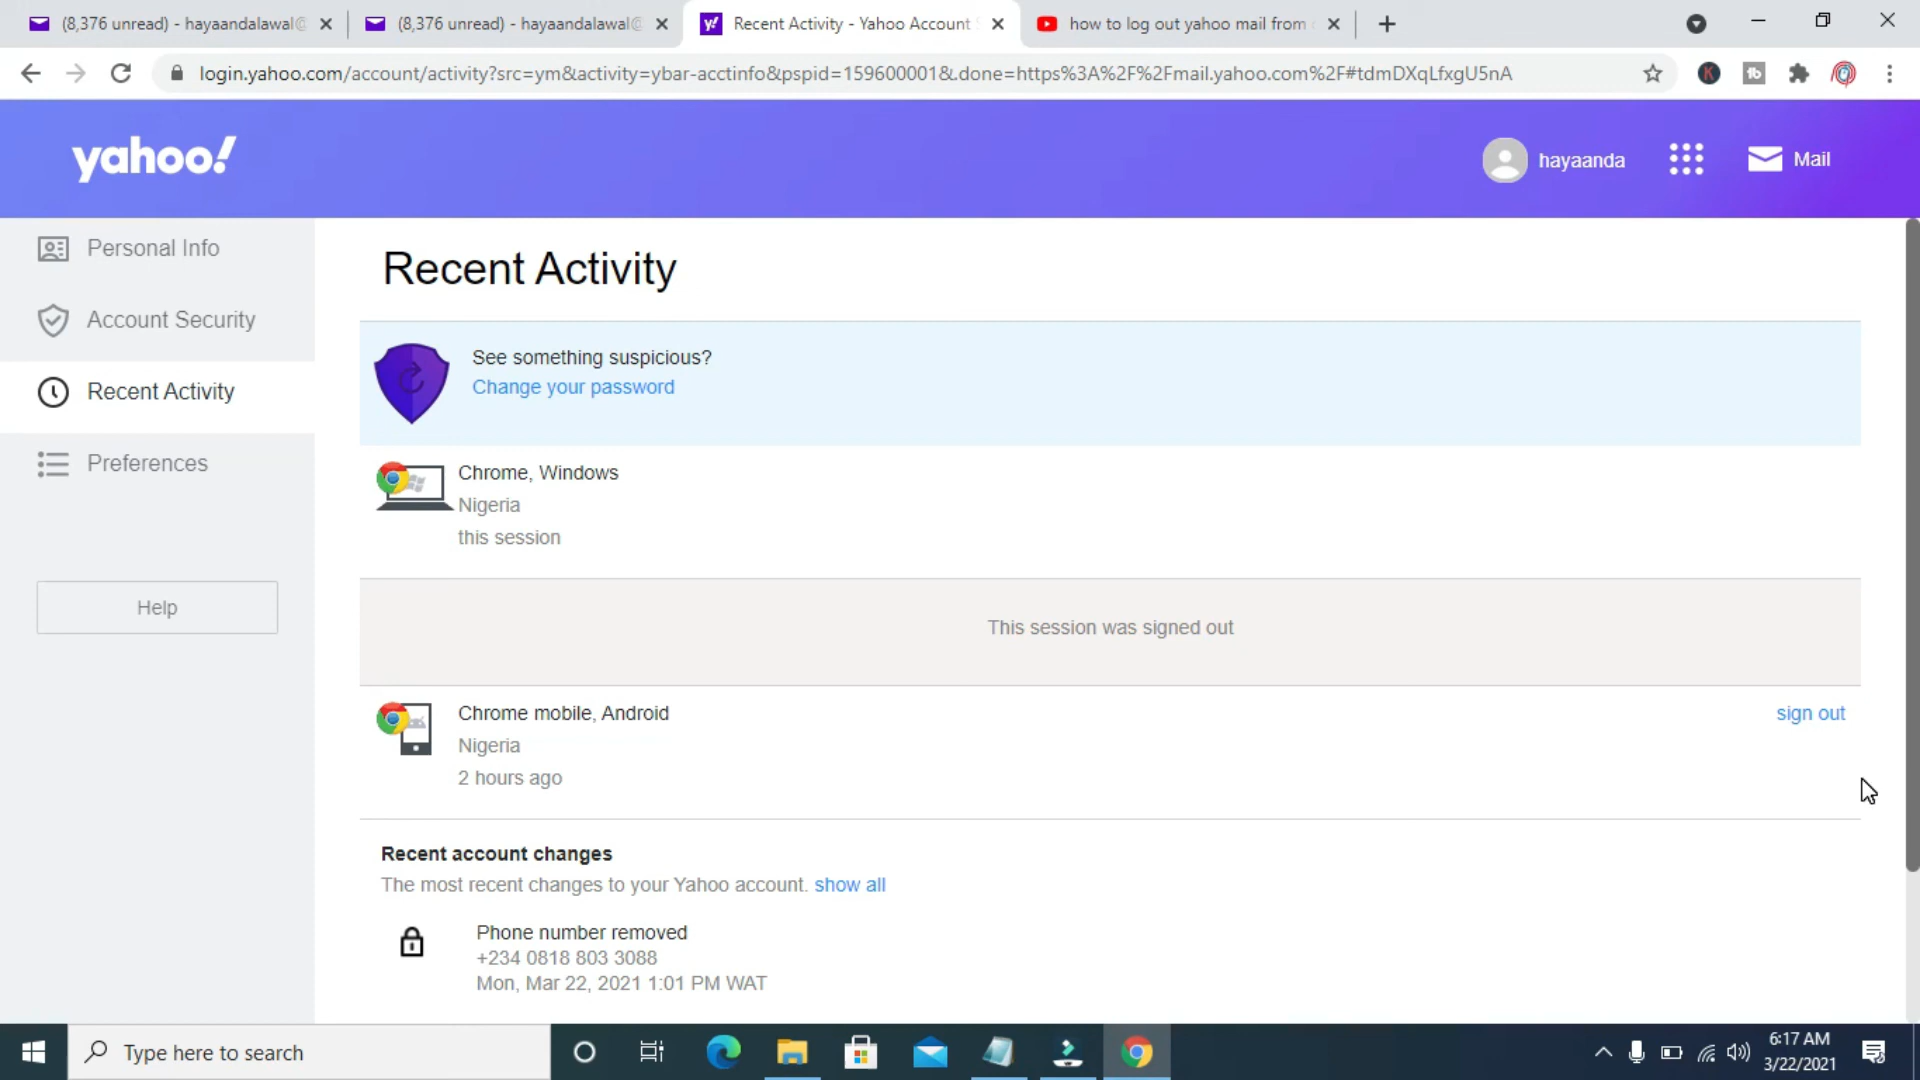 (8,376 unread) - hayaandalawal@
(8,376 unread) - hayaandalawal@
Recent Activity - Yahoo Account S
how to log out yahoo mail from
login.yahoo.com/account/activity?src=ym&activity=ybar-acctinfo&pspid=159600001&.done=https%3A%2F%2Fmail.yahoo.com%2F#tdmDXqLfxgU5nA
K
tb
yahoo!
hayaanda
Mail
Personal Info
Account Security
Recent Activity
Preferences
Help
Recent Activity
See something suspicious?
Change your password
Chrome, Windows
Nigeria
this session
This session was signed out
Chrome mobile, Android
sign out
Nigeria
2 hours ago
Recent account changes
The most recent changes to your Yahoo account. show all
Phone number removed
+234 0818 803 3088
Mon, Mar 22, 2021 1:01 PM WAT
Type here to search
6:17 AM
3/22/2021